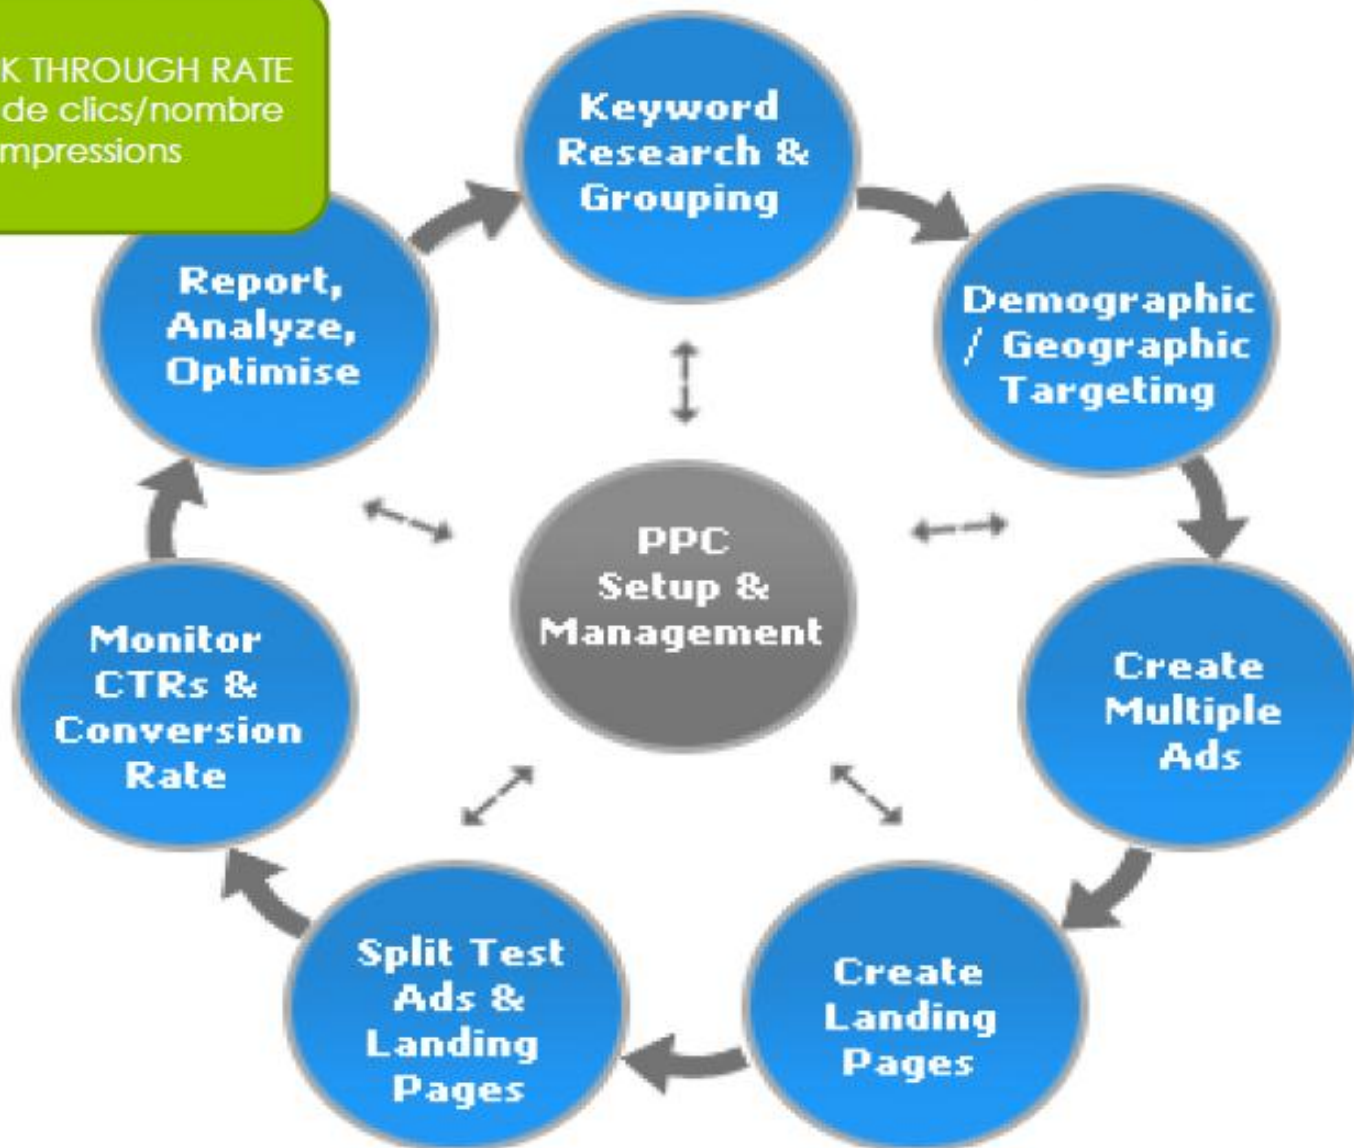 K THROUGH RATE
de clics/nombre
mpressions
Keyword
Research &
Grouping
Demographic
/ Geographic
Targeting
Create
Multiple
Ads
Create
Landing
Pages
Split Test
Ads &
Landing
Pages
Monitor
CTRs &
Conversion
Rate
Report,
Analyze,
Optimise
PPC
Setup &
Management